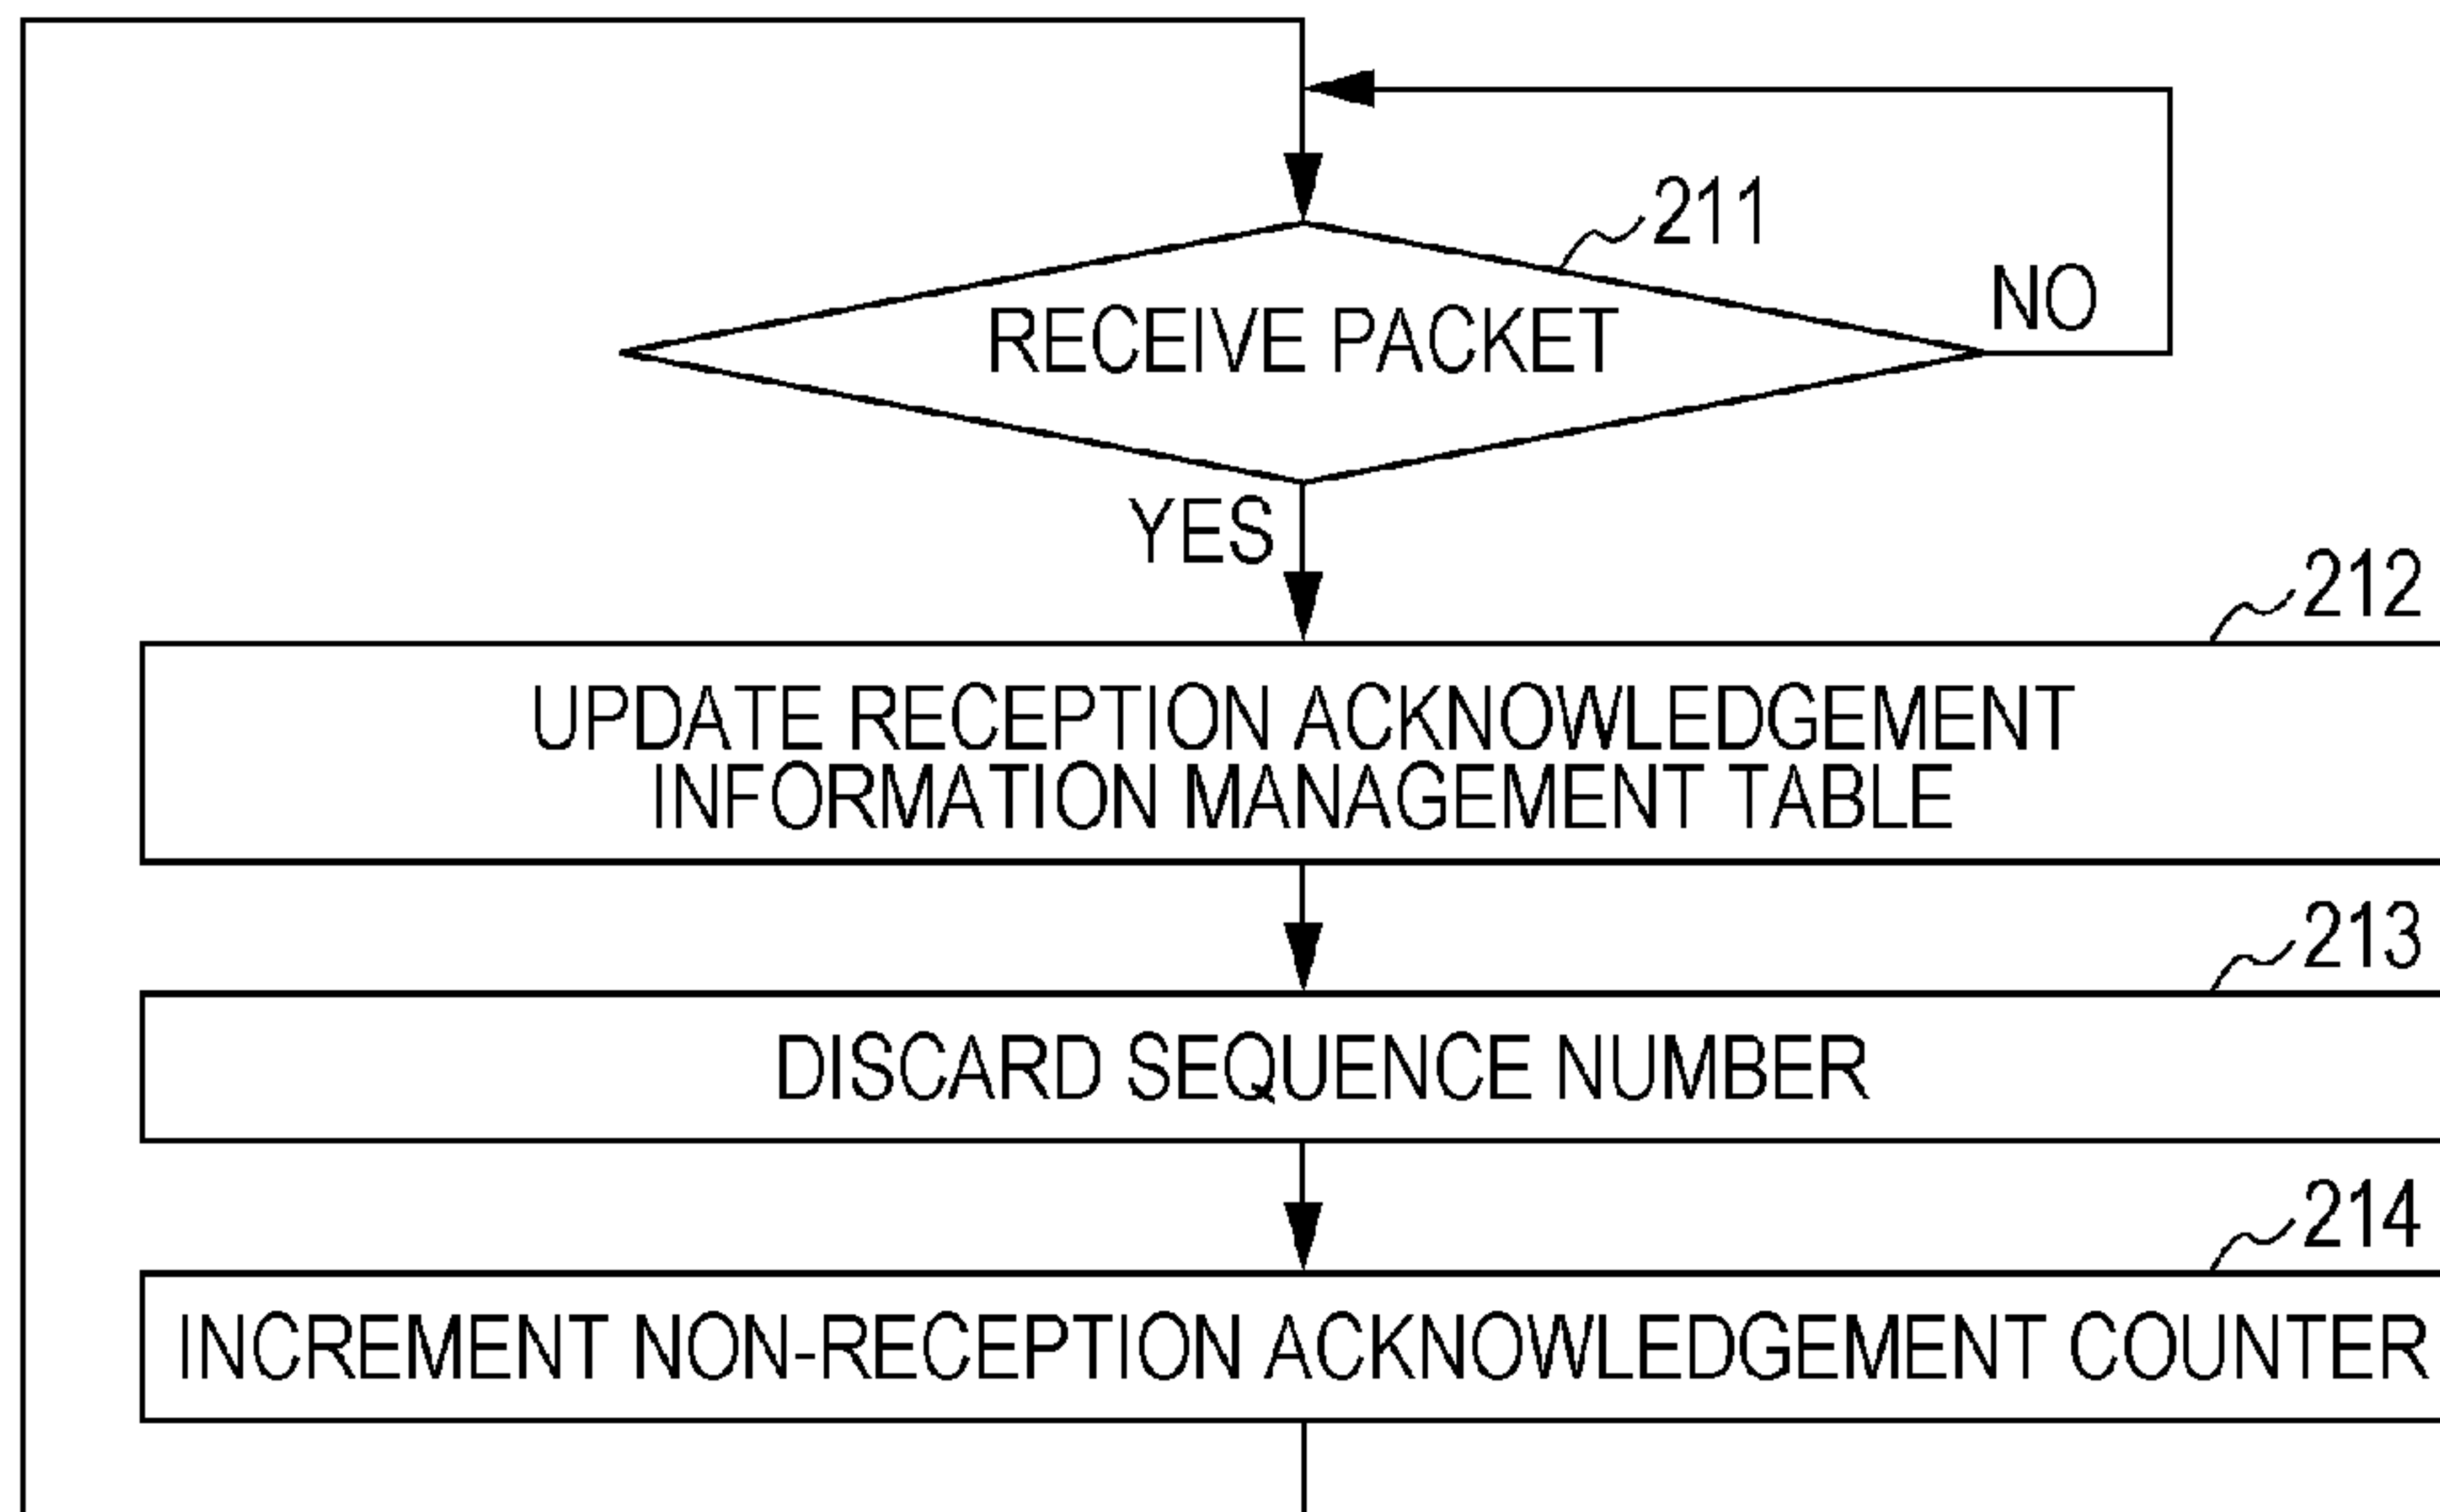 211
RECEIVE PACKET
NO
YES
212
UPDATE RECEPTION ACKNOWLEDGEMENT
INFORMATION MANAGEMENT TABLE
213
DISCARD SEQUENCE NUMBER
214
INCREMENT NON-RECEPTION ACKNOWLEDGEMENT COUNTER